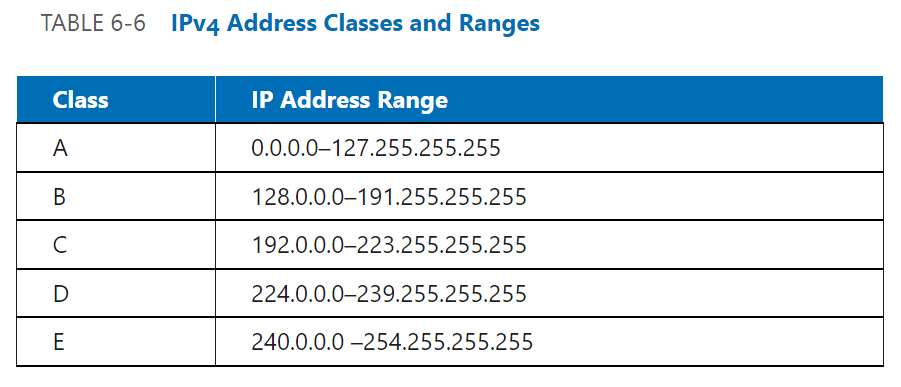 TABLE 6-6 IPv4 Address Classes and Ranges
Class IP Address Range
A 0.0.0.0–127.255.255.255
B 128.0.0.0–191.255.255.255
C 192.0.0.0–223.255.255.255
D 224.0.0.0–239.255.255.255
E 240.0.0.0 –254.255.255.255